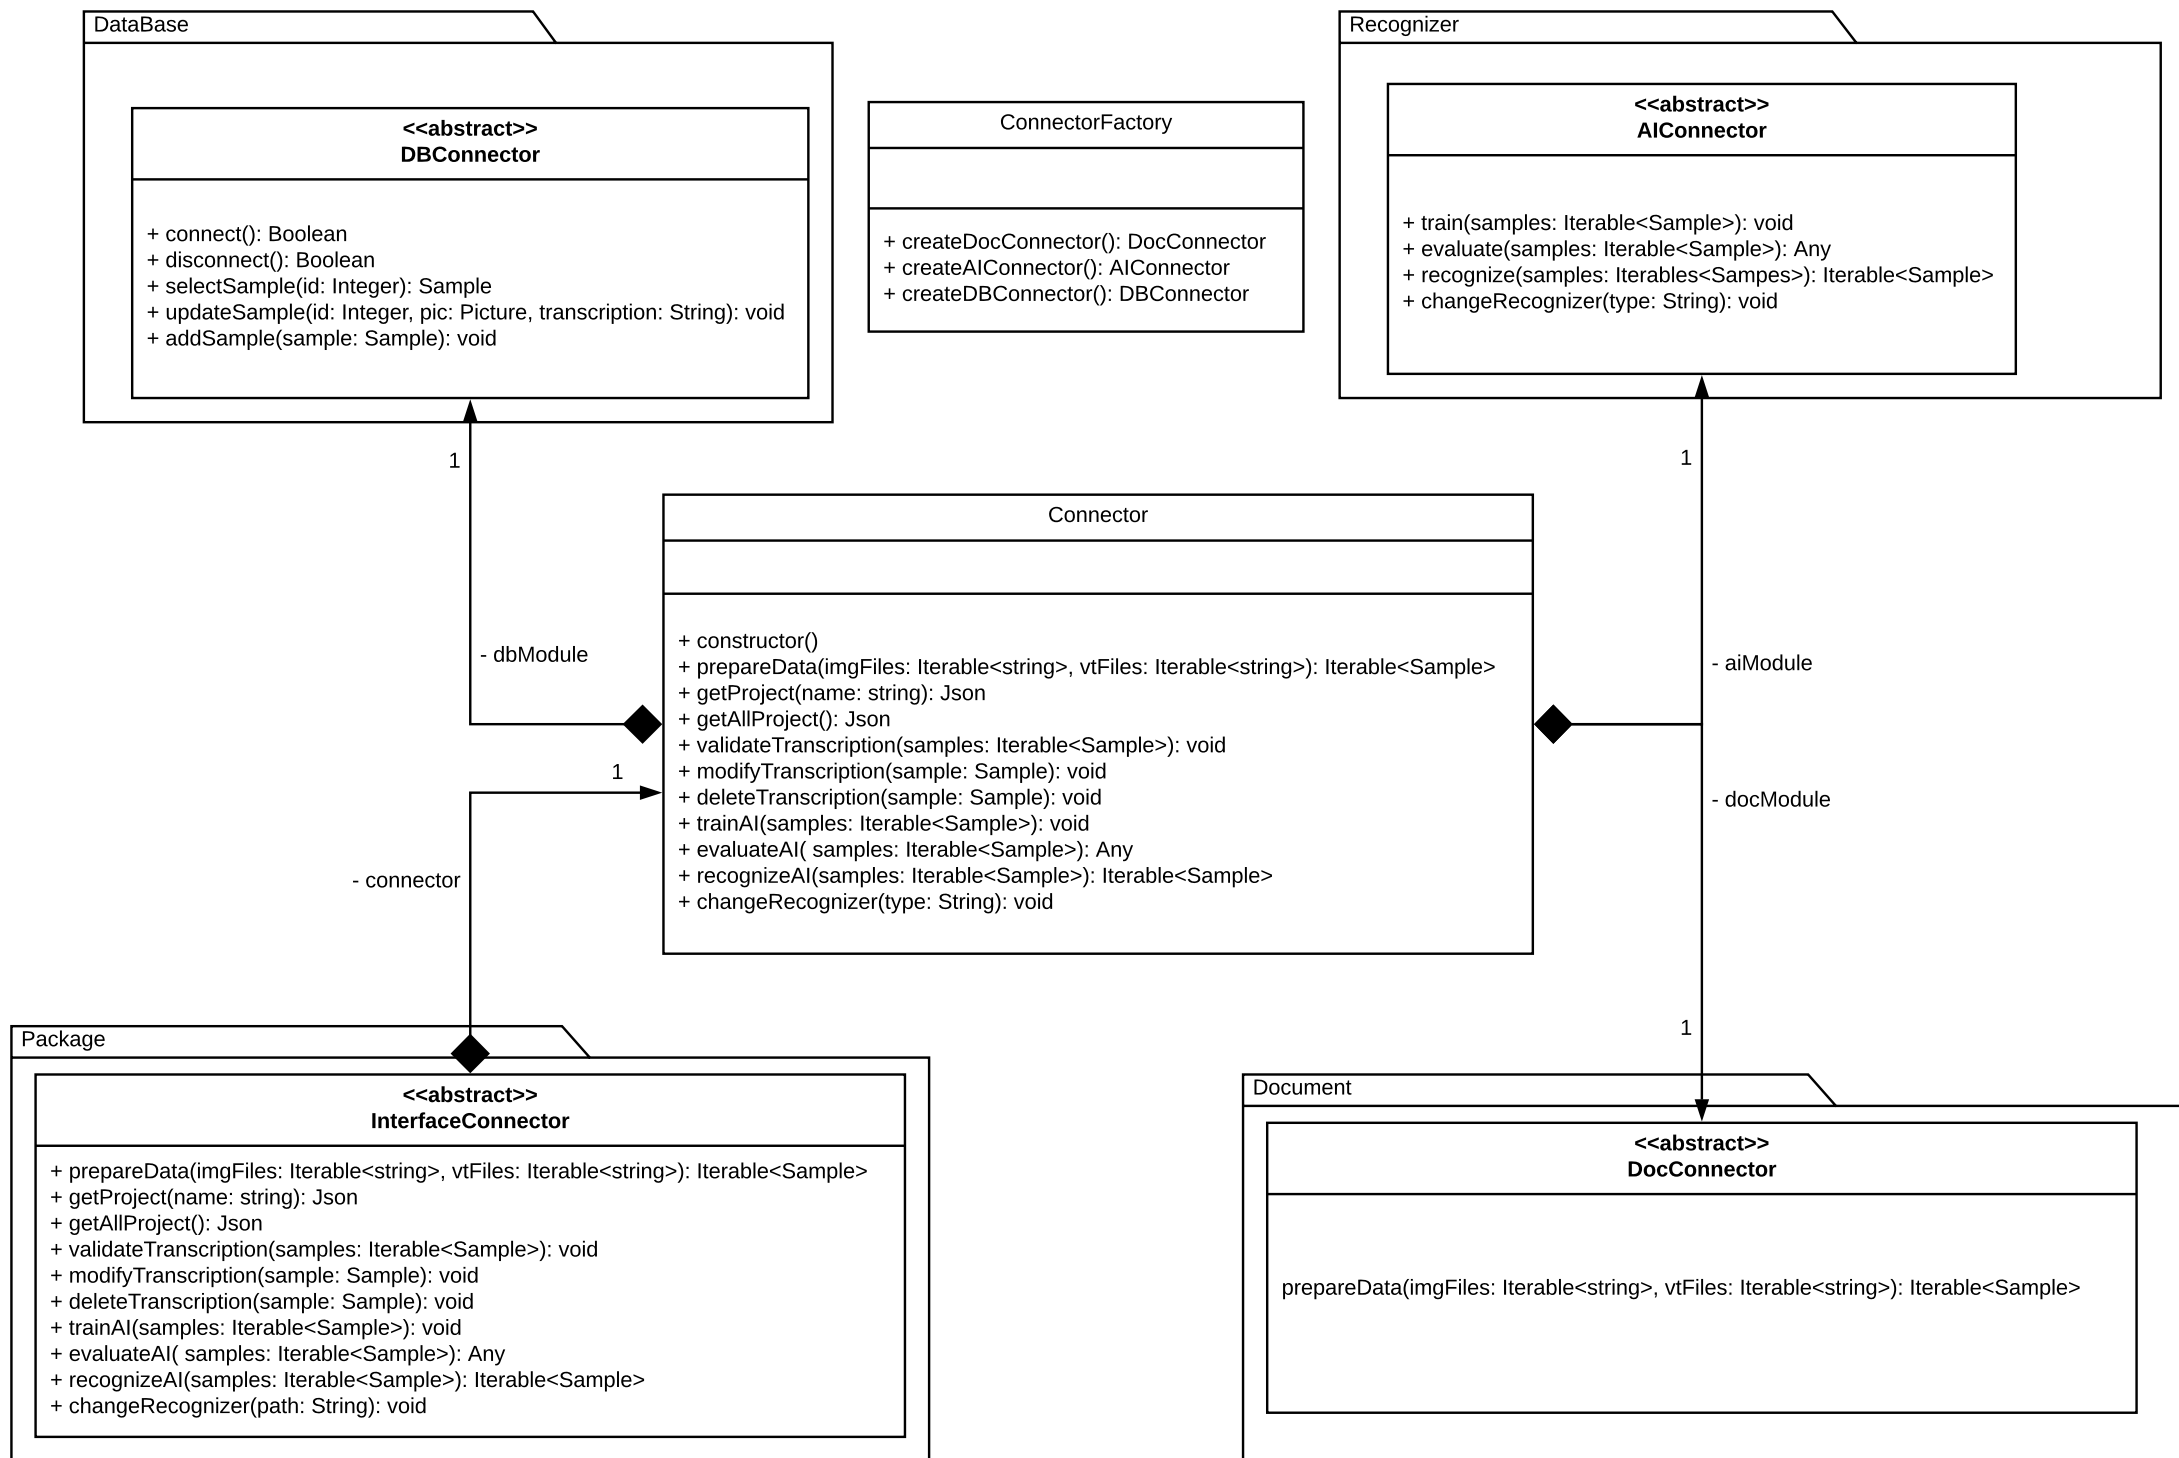 DataBase
<<abstract>>
DBConnector
+ connect(): Boolean
+ disconnect(): Boolean
+ selectSample(id: Integer): Sample
+ updateSample(id: Integer, pic: Picture, transcription: String): void
+ addSample(sample: Sample): void
ConnectorFactory
+ createDocConnector(): DocConnector
+ createAIConnector(): AIConnector
+ createDBConnector(): DBConnector
Recognizer
<<abstract>>
AIConnector
+ train(samples: Iterable<Sample>): void
+ evaluate(samples: Iterable<Sample>): Any
+ recognize(samples: Iterables<Sampes>): Iterable<Sample>
+ changeRecognizer(type: String): void
1
1
- dbModule
Connector
+ constructor()
+ prepareData(imgFiles: Iterable<string>, vtFiles: Iterable<string>): Iterable<Sample>
+ getProject(name: string): Json
+ getAllProject(): Json
+ validateTranscription(samples: Iterable<Sample>): void
+ modifyTranscription(sample: Sample): void
+ deleteTranscription(sample: Sample): void
+ trainAI(samples: Iterable<Sample>): void
+ evaluateAI( samples: Iterable<Sample>): Any
+ recognizeAI(samples: Iterable<Sample>): Iterable<Sample>
+ changeRecognizer(type: String): void
- aiModule
1
- docModule
- connector
1
Package
<<abstract>>
InterfaceConnector
+ prepareData(imgFiles: Iterable<string>, vtFiles: Iterable<string>): Iterable<Sample>
+ getProject(name: string): Json
+ getAllProject(): Json
+ validateTranscription(samples: Iterable<Sample>): void
+ modifyTranscription(sample: Sample): void
+ deleteTranscription(sample: Sample): void
+ trainAI(samples: Iterable<Sample>): void
+ evaluateAI( samples: Iterable<Sample>): Any
+ recognizeAI(samples: Iterable<Sample>): Iterable<Sample>
+ changeRecognizer(path: String): void
Document
<<abstract>>
DocConnector
prepareData(imgFiles: Iterable<string>, vtFiles: Iterable<string>): Iterable<Sample>